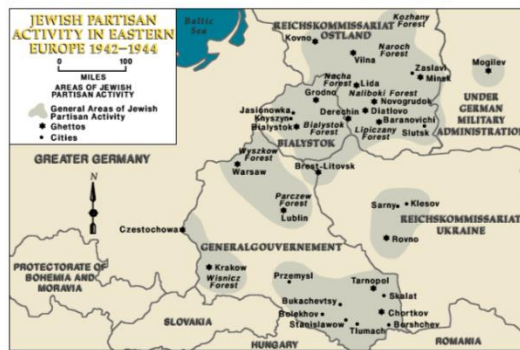 JEWISH PARTISAN
ACTIVITY IN EASTERN
EUROPE 1942–1944
0 100
MILES
AREAS OF JEWISH
PARTISAN ACTIVITY
General Areas of Jewish
Partisan Activity
Ghettos
Cities
Baltic
Sea
REICHSKOMMISSARIAT
OSTLAND
Kozhany
Forest
Kovno
Vilna
Naroch
Forest
Zaslavl
Minsk
Mogilev
Nacha
Forest
Lida
Grodno
Naliboki Forest
Novogrudok
UNDER
GERMAN
MILITARY
ADMINISTRATION
Jasionowka
Knyszyn
Bialystok
Derechin
Diatlovo
Bialystok
Forest
Baranovichi
Lipiczany
Forest
Slutsk
BIALYSTOK
GREATER GERMANY
Wyszkow
Forest
Warsaw
Brest-Litovsk
N
Parczew
Forest
Lublin
Sarny
Klesov
REICHSKOMMISSARIAT
UKRAINE
Czestochowa
Rovno
GENERALGOUVERNEMENT
PROTECTORATE OF
BOHEMIA AND
MORAVIA
Krakow
Wisnicz
Forest
Przemysl
Tarnopol
Skalat
Bukachevtsy
Chortkov
Bolekhov
Stanislawow
Tlumach
Borshchev
SLOVAKIA
HUNGARY
ROMANIA